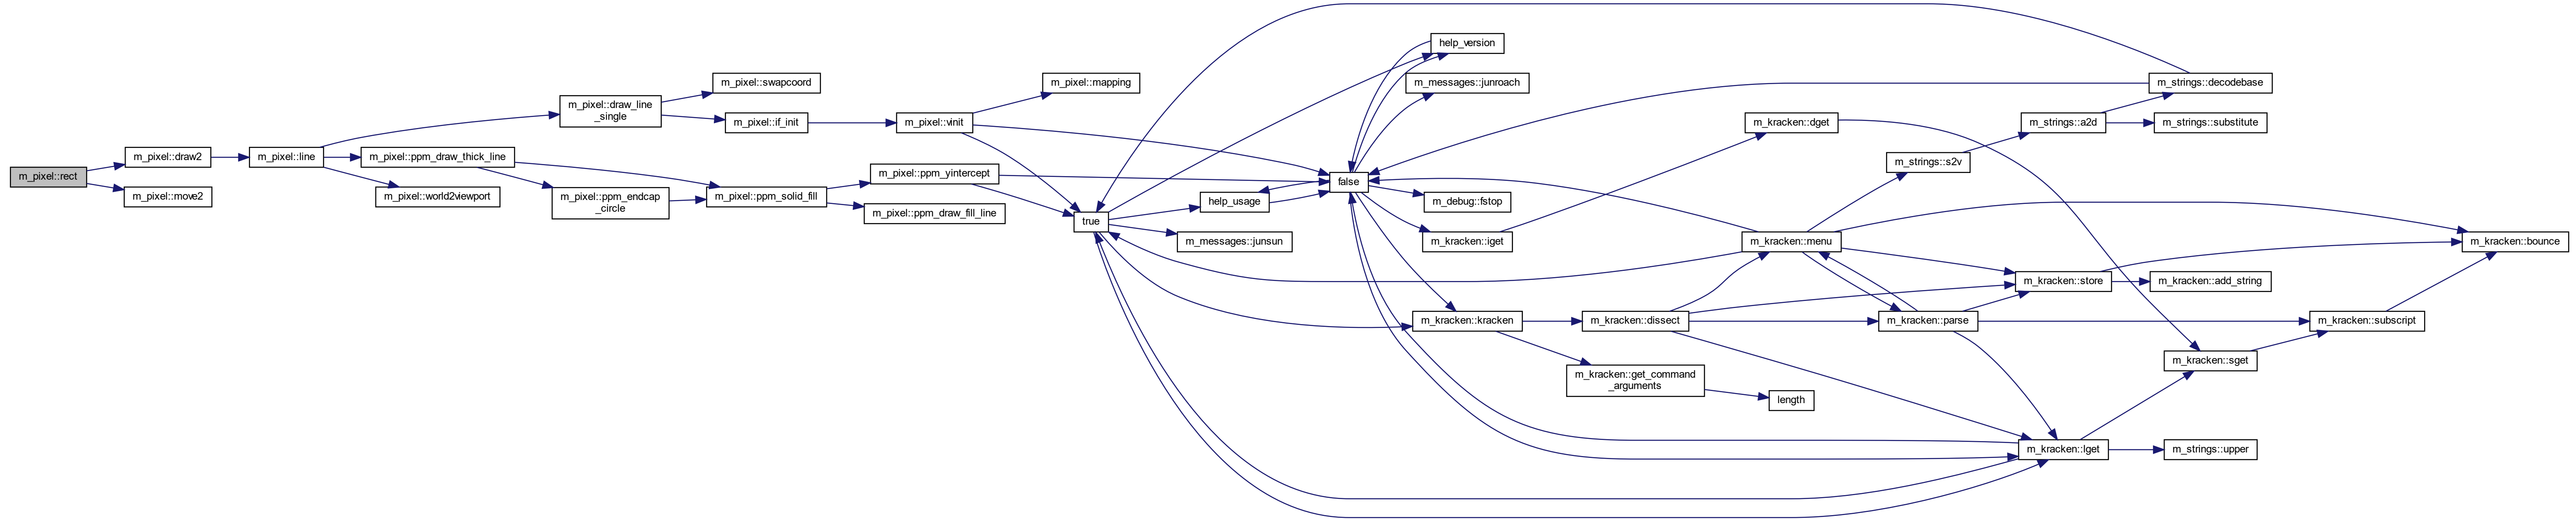 m_pixel::rect
m_pixel::draw2
m_pixel::move2
m_pixel::line
m_pixel::draw_line
_single
m_pixel::ppm_draw_thick_line
m_pixel::world2viewport
m_pixel::ppm_endcap
_circle
m_pixel::swapcoord
m_pixel::if_init
m_pixel::ppm_solid_fill
m_pixel::vinit
m_pixel::ppm_yintercept
m_pixel::ppm_draw_fill_line
m_pixel::mapping
true
help_usage
m_messages::junsun
false
help_version
m_messages::junroach
m_debug::fstop
m_kracken::iget
m_kracken::kracken
m_kracken::dissect
m_kracken::get_command
_arguments
m_kracken::dget
m_kracken::menu
length
m_strings::s2v
m_kracken::parse
m_strings::a2d
m_kracken::store
m_kracken::lget
m_strings::decodebase
m_strings::substitute
m_kracken::add_string
m_kracken::sget
m_strings::upper
m_kracken::subscript
m_kracken::bounce